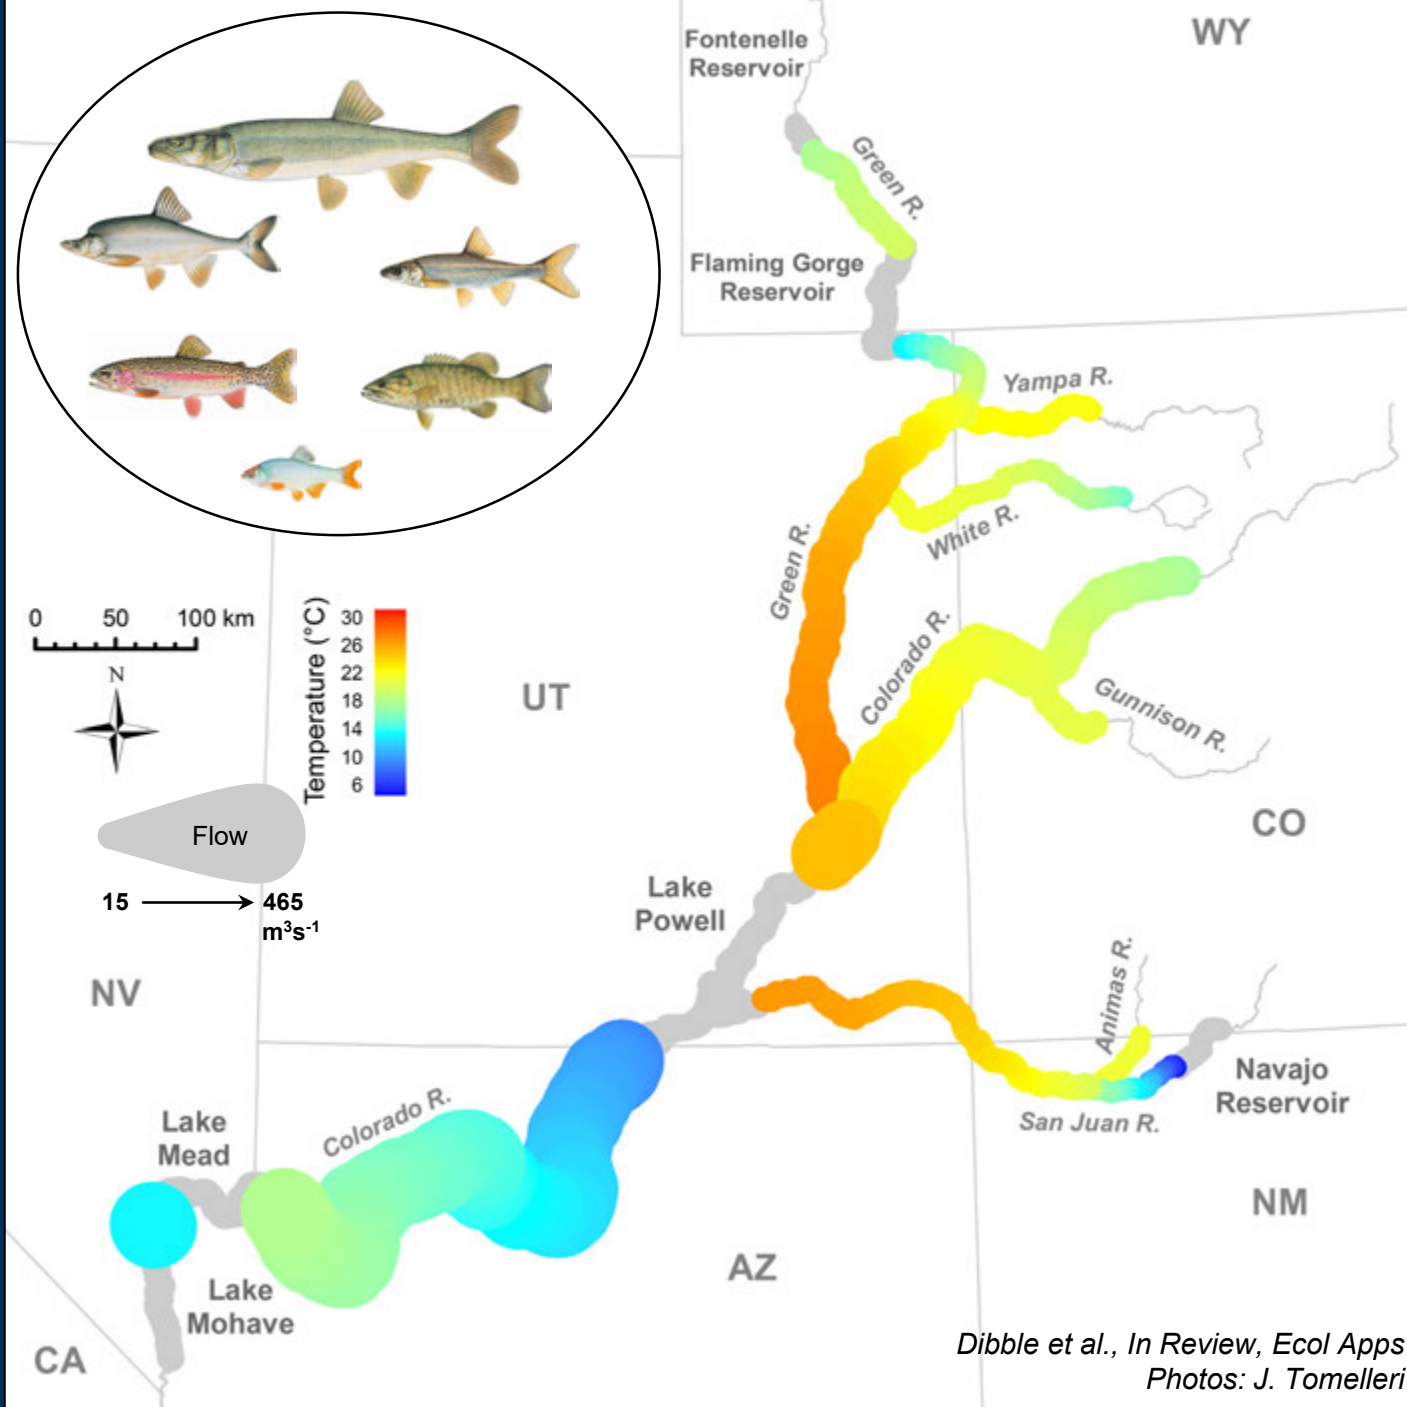 Fontenelle
Reservoir
WY
Green R.
Flaming Gorge
Reservoir
Yampa R.
White R.
Green R.
Colorado R.
Gunnison R.
0 50 100 km
N
Temperature (°C)
30
26
22
18
14
10
6
UT
CO
Flow
15 465
m³s⁻¹
Lake
Powell
NV
Animas R.
Navajo
Reservoir
San Juan R.
Colorado R.
Lake
Mead
NM
AZ
Lake
Mohave
CA
Dibble et al., In Review, Ecol Apps
Photos: J. Tomelleri